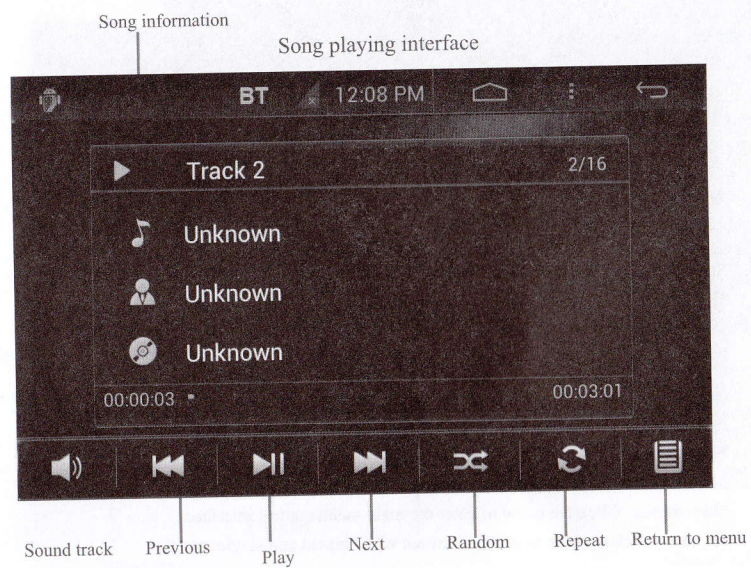 Song information
Song playing interface
BT 12:08 PM
Track 2 2/16
Unknown
Unknown
Unknown
00:00:03 00:03:01
Sound track Previous Play Next Random Repeat Return to menu